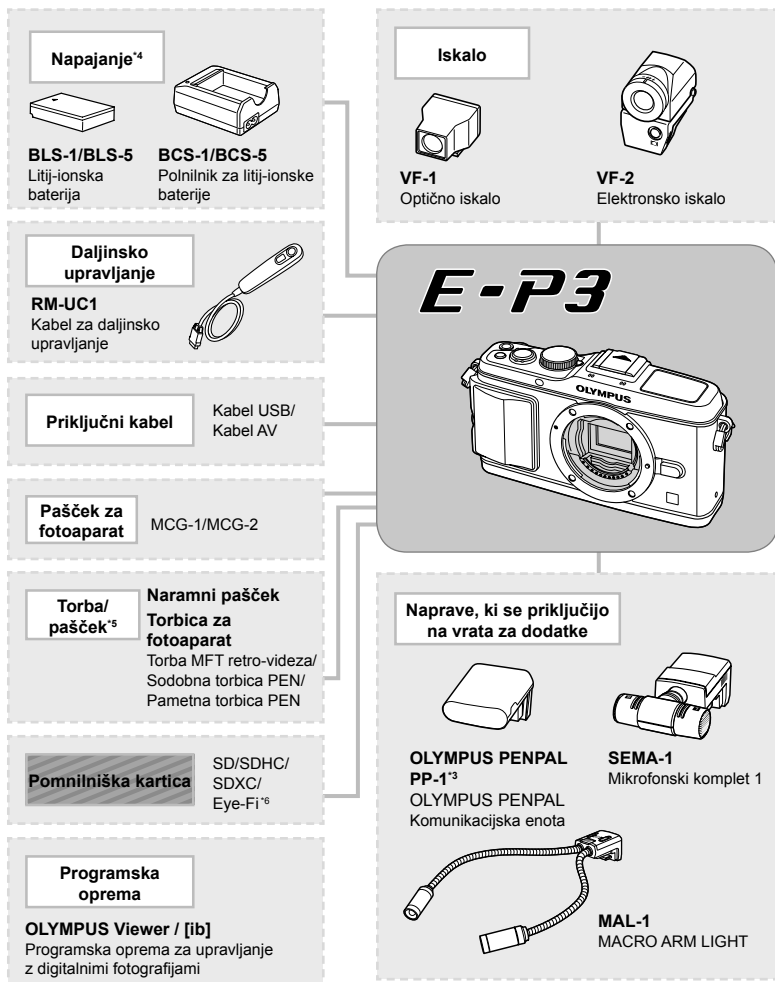 Napajanje*4
BLS-1/BLS-5
Litij-ionska
baterija
BCS-1/BCS-5
Polnilnik za litij-ionske
baterije
Iskalo
VF-1
Optično iskalo
VF-2
Elektronsko iskalo
Daljinsko
upravljanje
RM-UC1
Kabel za daljinsko
upravljanje
E-P3
OLYMPUS
Priključni kabel
Kabel USB/
Kabel AV
Pašček za
fotoaparat
MCG-1/MCG-2
Torba/
pašček*5
Naramni pašček
Torbica za
fotoaparat
Torba MFT retro-videza/
Sodobna torbica PEN/
Pametna torbica PEN
Naprave, ki se priključijo
na vrata za dodatke
OLYMPUS PENPAL
PP-1*3
OLYMPUS PENPAL
Komunikacijska enota
SEMA-1
Mikrofonski komplet 1
MAL-1
MACRO ARM LIGHT
Pomnilniška kartica
SD/SDHC/
SDXC/
Eye-Fi*6
Programska
oprema
OLYMPUS Viewer / [ib]
Programska oprema za upravljanje
z digitalnimi fotografijami